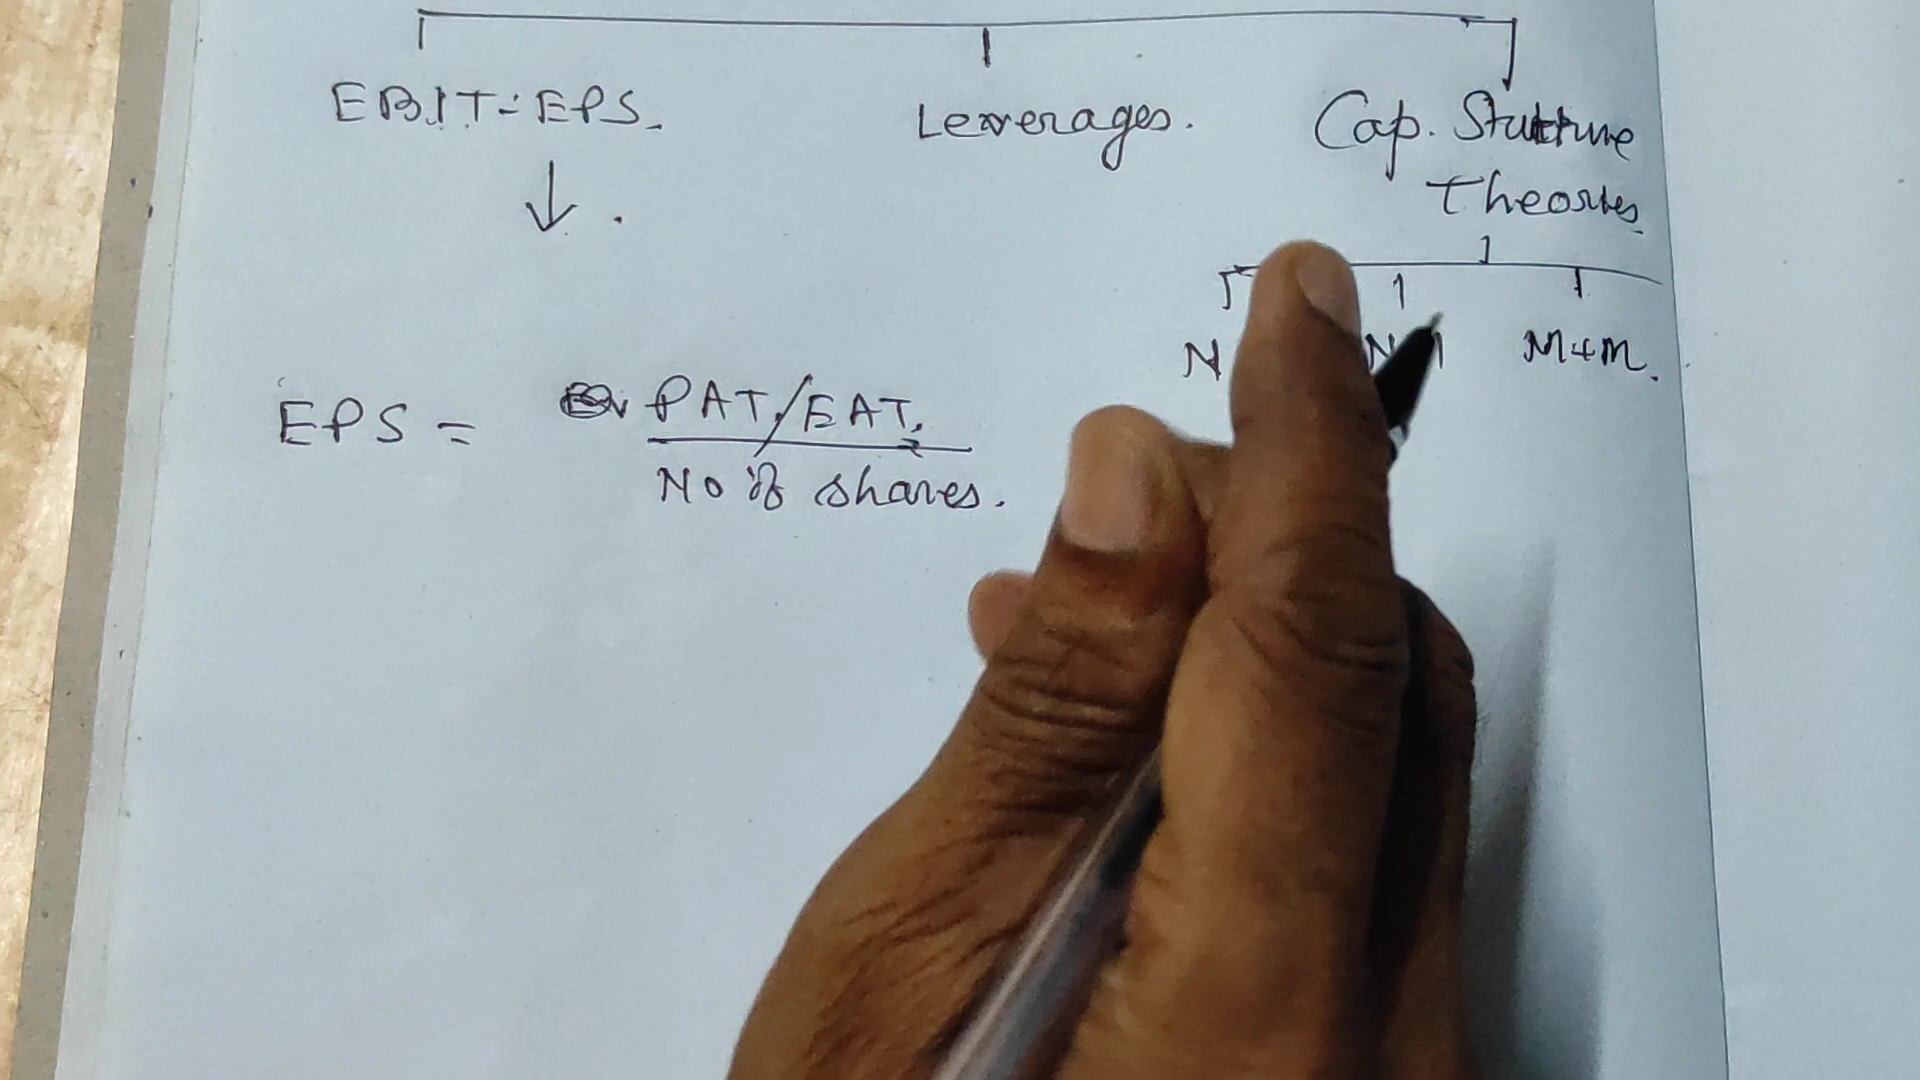 EBIT-EPS.
Leverages.
Cap. Structure
Theories
M+M.
EPS = PAT/EAT.
No of shares.